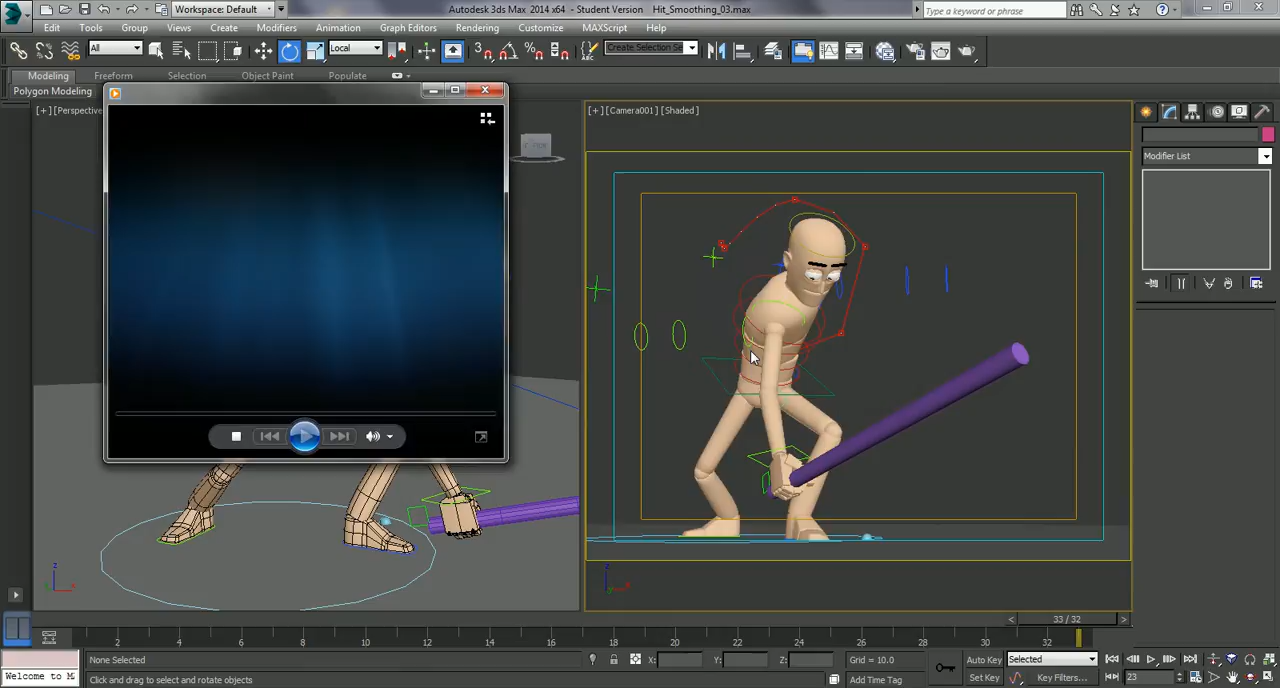 Workspace: Default
Autodesk 3ds Max 2014 x64 - Student Version Hit_Smoothing_03.max
Type a keyword or phrase
Edit Tools Group Views Create Modifiers Animation Graph Editors Rendering Customize MAXScript Help
All
Local
Create Selection Se
Modeling Freeform Selection Object Paint Populate
Polygon Modeling
[+] [Perspective
[+] [Camera001] [Shaded]
Modifier List
z
x
z
x
33 / 32
2 4 6 8 10 12 14 16 18 20 22 24 26 28 30 32
None Selected
X: Y: Z:
Grid = 10.0
Auto Key
Selected
Welcome to M
Click and drag to select and rotate objects
Add Time Tag
Set Key
Key Filters...
23